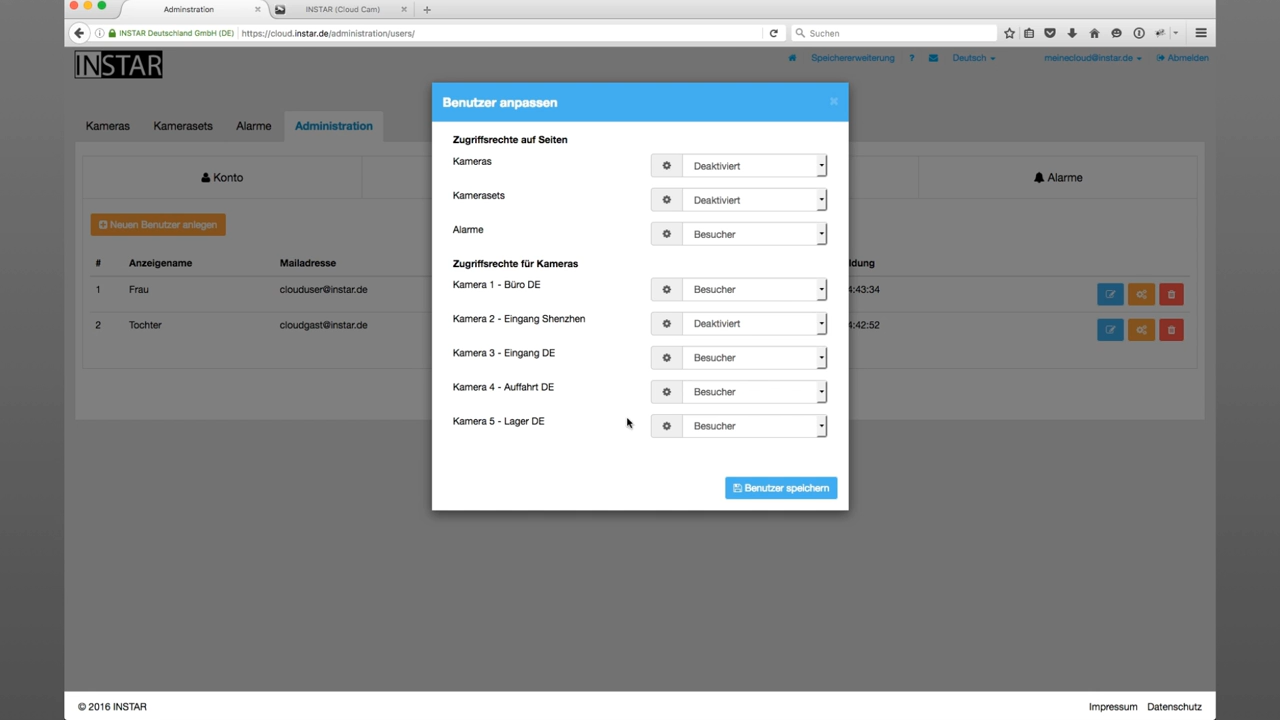 Adminstration
INSTAR (Cloud Cam)
INSTAR Deutschland GmbH (DE)
https://cloud.instar.de/administration/users/
Suchen
INSTAR
Speichererweiterung
?
Deutsch
meinecloud@instar.de
Abmelden
Kameras
Kamerasets
Alarme
Administration
Konto
Alarme
Neuen Benutzer anlegen
# Anzeigename Mailadresse ldung
1 Frau clouduser@instar.de 4:43:34
2 Tochter cloudgast@instar.de 4:42:52
Benutzer anpassen
Zugriffsrechte auf Seiten
Kameras Deaktiviert
Kamerasets Deaktiviert
Alarme Besucher
Zugriffsrechte für Kameras
Kamera 1 - Büro DE Besucher
Kamera 2 - Eingang Shenzhen Deaktiviert
Kamera 3 - Eingang DE Besucher
Kamera 4 - Auffahrt DE Besucher
Kamera 5 - Lager DE Besucher
Benutzer speichern
© 2016 INSTAR
Impressum
Datenschutz